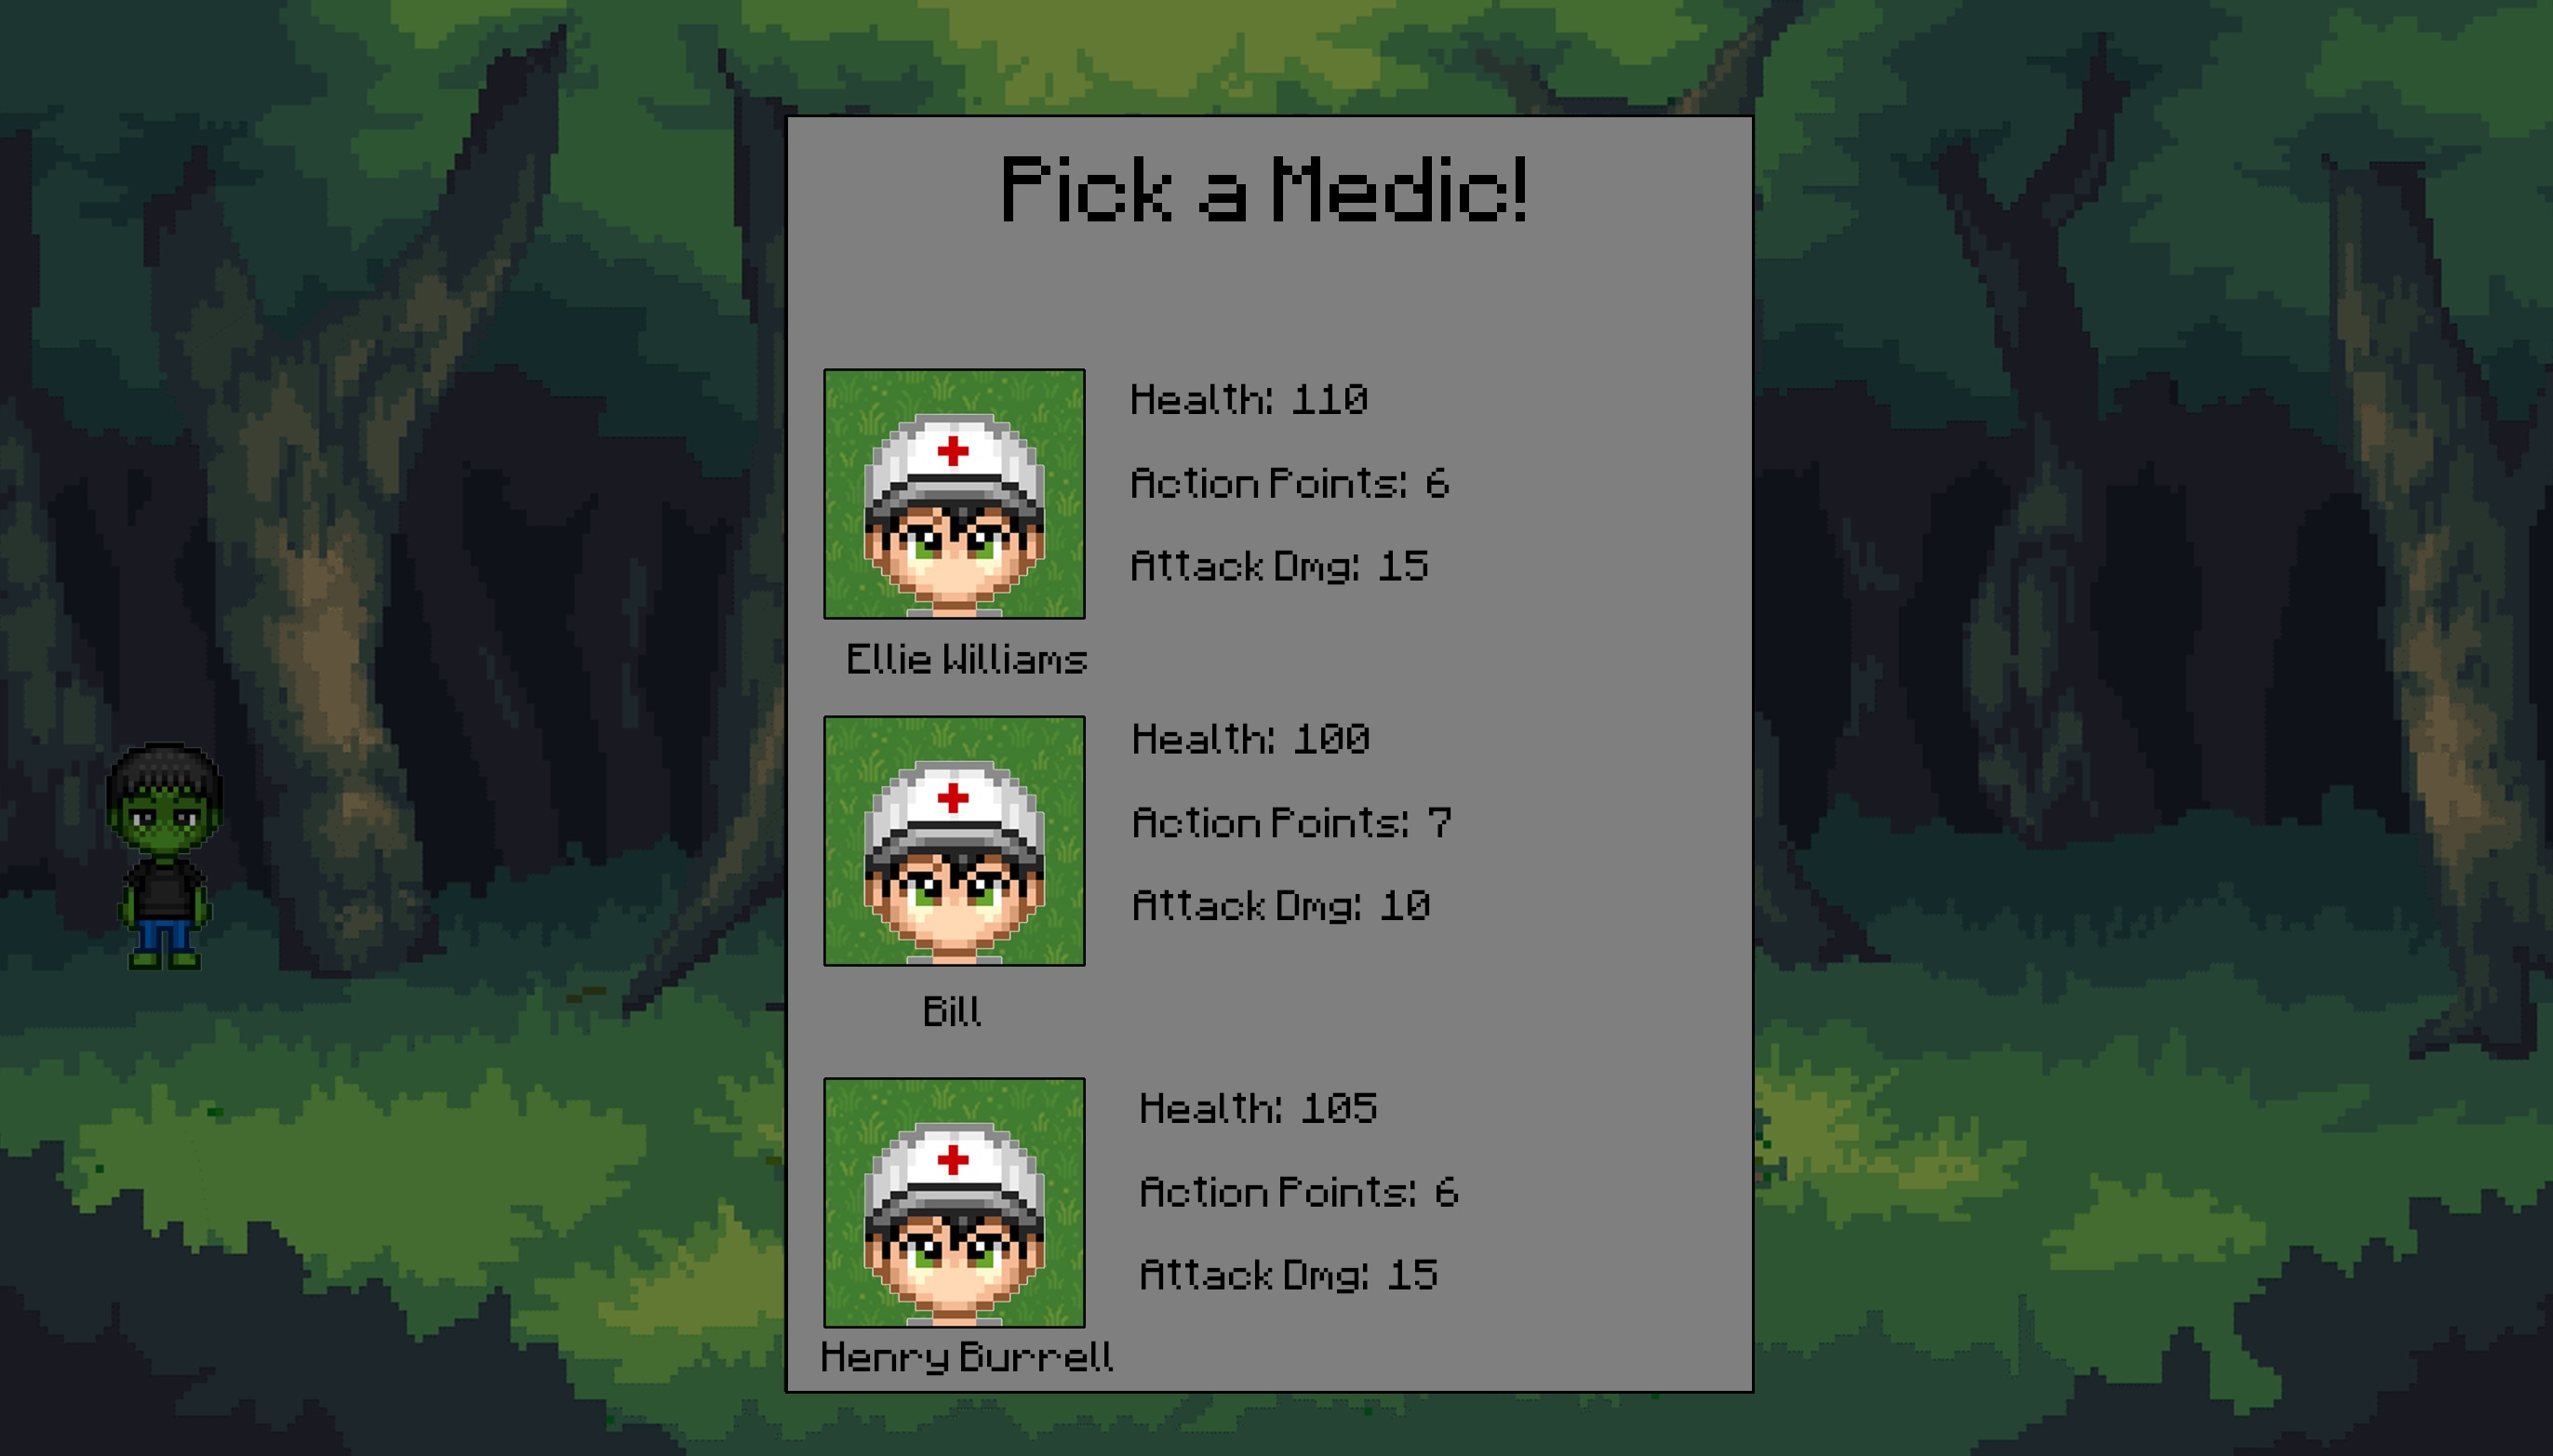 Pick a Medic!
Health: 110
Action Points: 6
Attack Dmg: 15
Ellie Williams
Health: 100
Action Points: 7
Attack Dmg: 10
Bill
Health: 105
Action Points: 6
Attack Dmg: 15
Henry Burrell